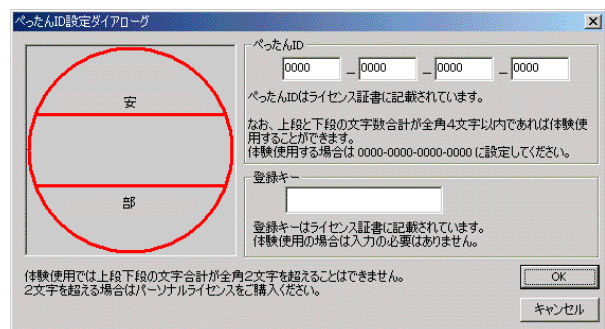 ぺったんID設定ダイアローグ
安
部
ぺったんID
0000 _ 0000 _ 0000 _ 0000
ぺったんIDはライセンス証書に記載されています。
なお、上段と下段の文字数合計が全角4文字以内であれば体験使
用することができます。
体験使用する場合は 0000-0000-0000-0000 に設定してください。
登録キー
登録キーはライセンス証書に記載されています。
体験使用の場合は入力の必要はありません。
体験使用では上段下段の文字合計が全角2文字を超えることはできません。
2文字を超える場合はパーソナルライセンスをご購入ください。
OK
キャンセル